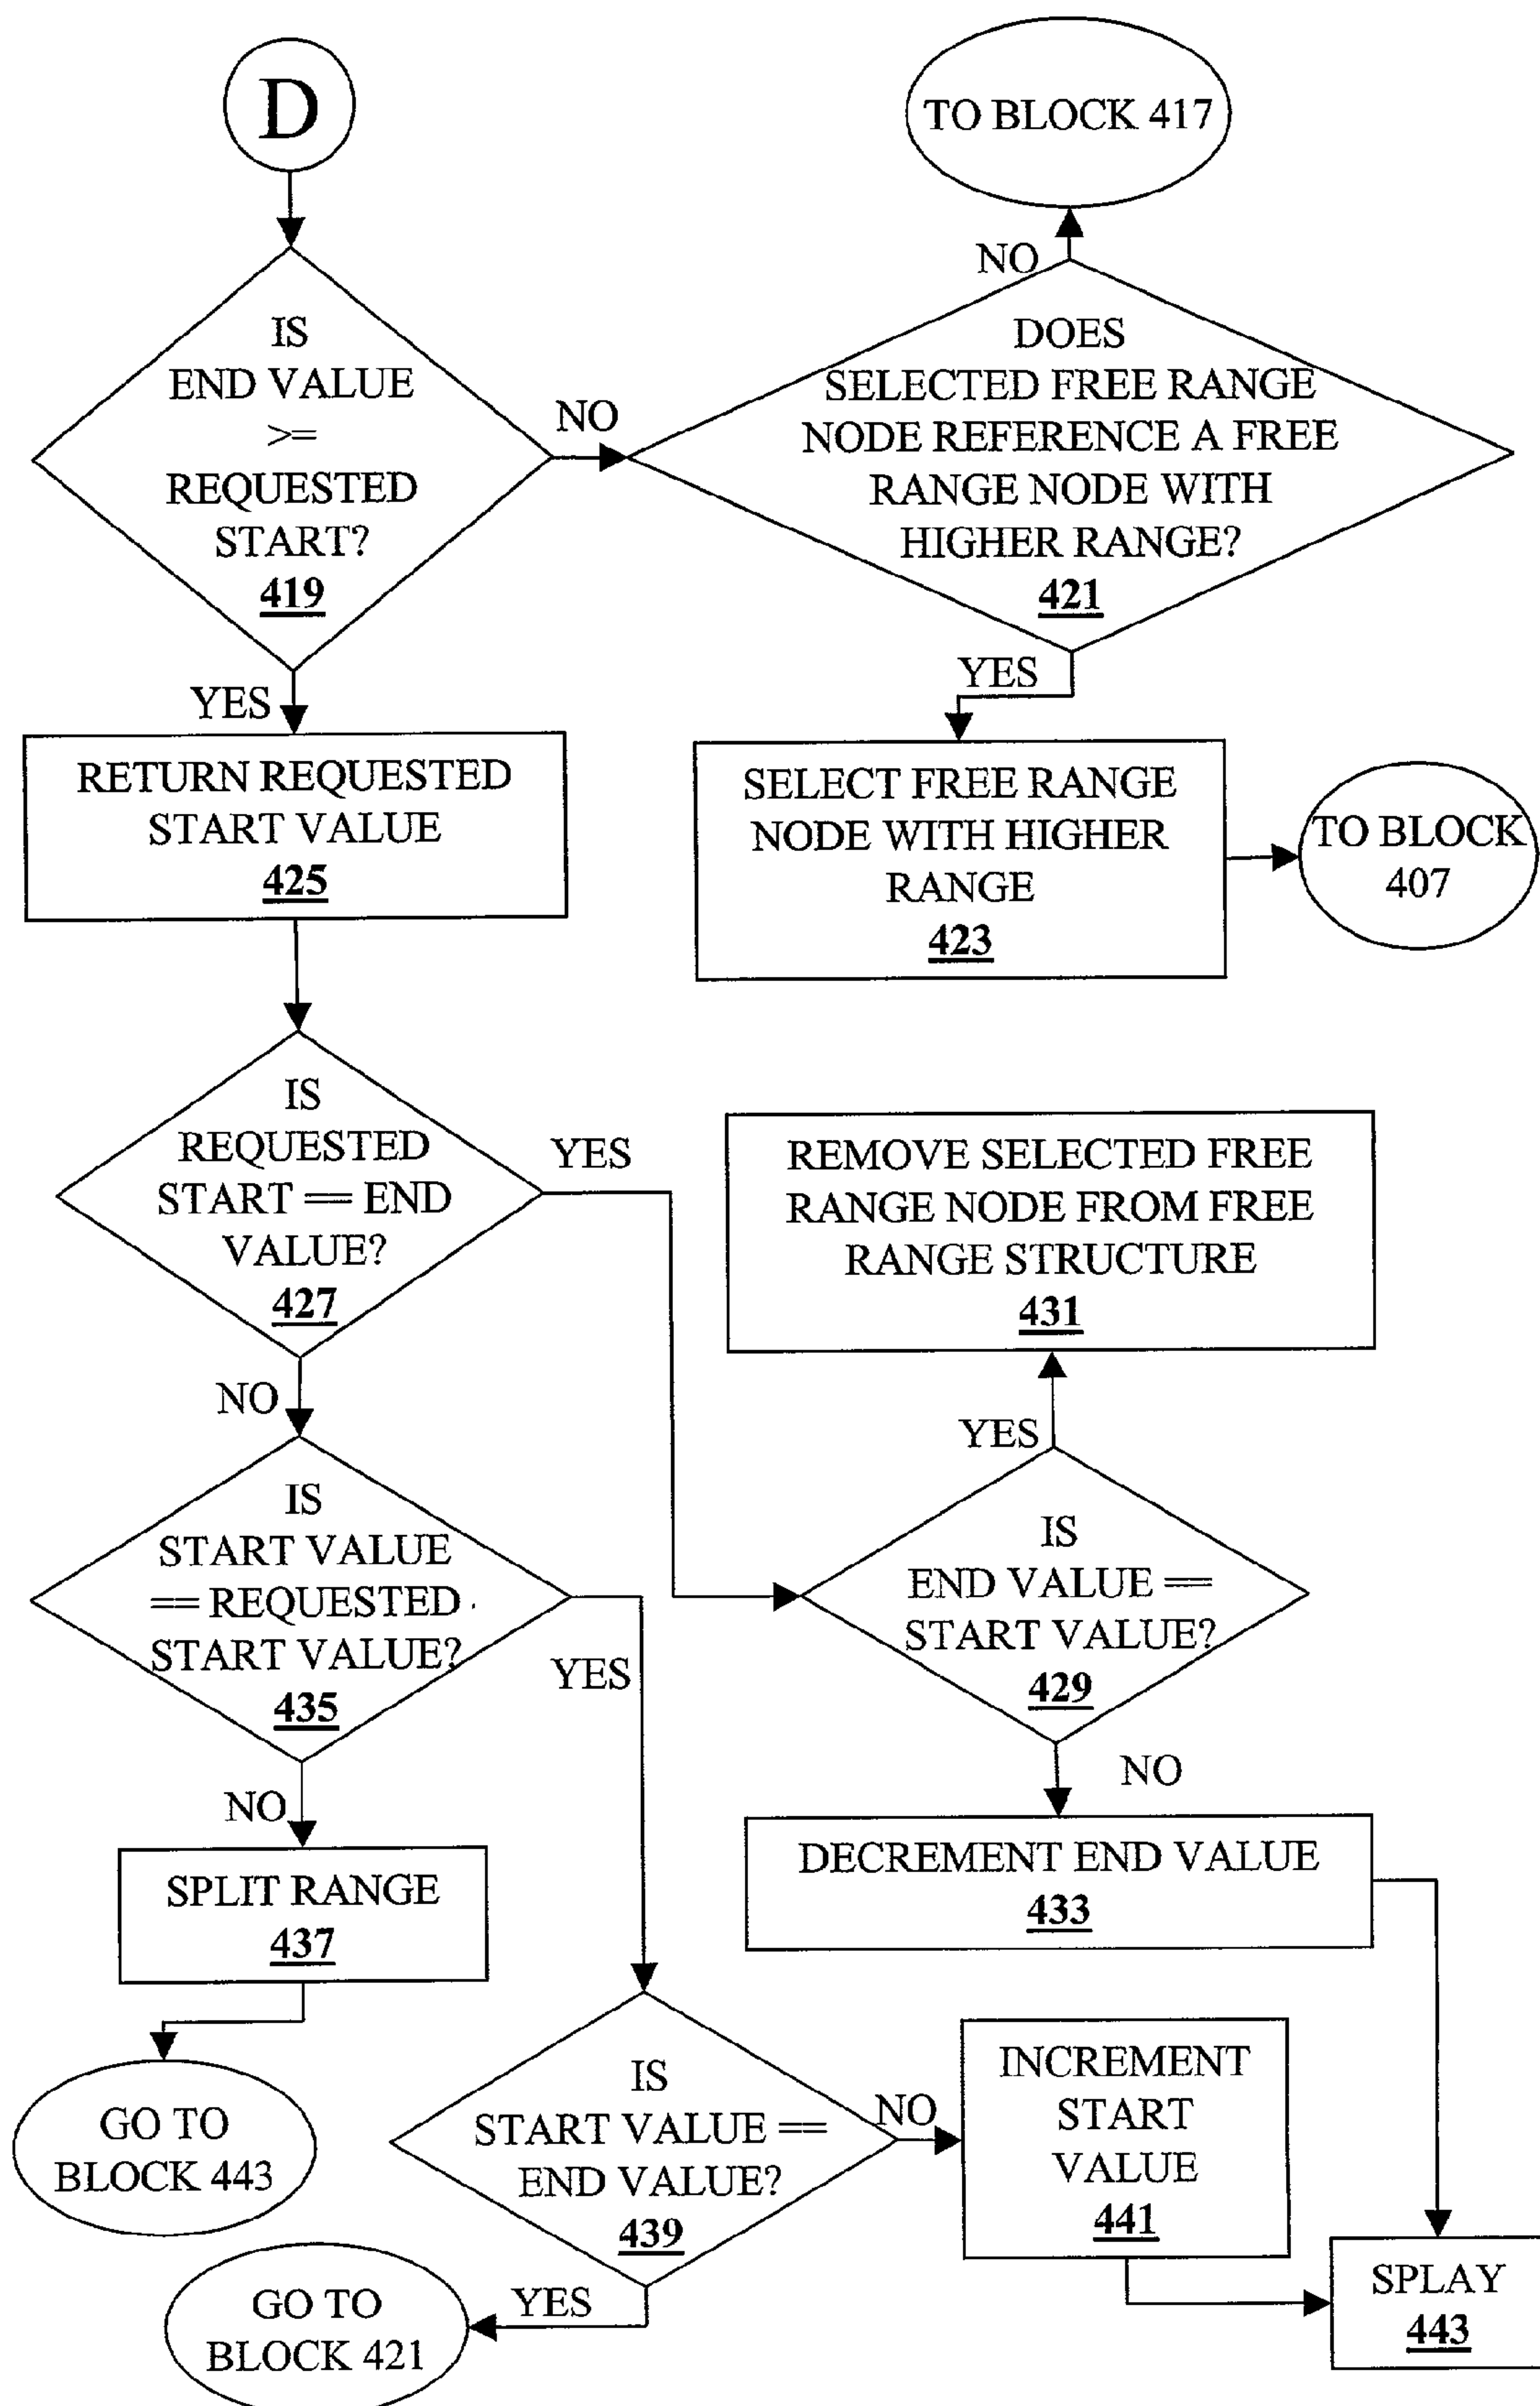 D
TO BLOCK 417
NO
IS
END VALUE
>=
REQUESTED
START?
419
NO
DOES
SELECTED FREE RANGE
NODE REFERENCE A FREE
RANGE NODE WITH
HIGHER RANGE?
421
YES
YES
RETURN REQUESTED
START VALUE
425
SELECT FREE RANGE
NODE WITH HIGHER
RANGE
423
TO BLOCK
407
IS
REQUESTED
START == END
VALUE?
427
YES
REMOVE SELECTED FREE
RANGE NODE FROM FREE
RANGE STRUCTURE
431
NO
YES
IS
START VALUE
== REQUESTED
START VALUE?
435
YES
IS
END VALUE ==
START VALUE?
429
NO
NO
SPLIT RANGE
437
DECREMENT END VALUE
433
GO TO
BLOCK 443
IS
START VALUE ==
END VALUE?
439
NO
INCREMENT
START
VALUE
441
YES
GO TO
BLOCK 421
SPLAY
443